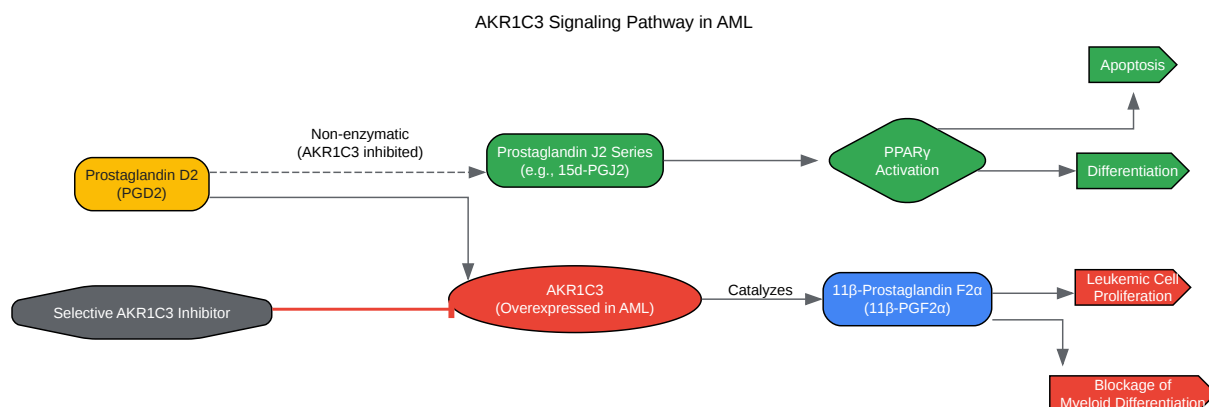 AKR1C3 Signaling Pathway in AML
Apoptosis
Non-enzymatic
(AKR1C3 inhibited)
Prostaglandin D2
(PGD2)
Prostaglandin J2 Series
(e.g., 15d-PGJ2)
PPARγ
Activation
Differentiation
Selective AKR1C3 Inhibitor
AKR1C3
(Overexpressed in AML)
Catalyzes
11β-Prostaglandin F2α
(11β-PGF2α)
Leukemic Cell
Proliferation
Blockage of
Myeloid Differentiation